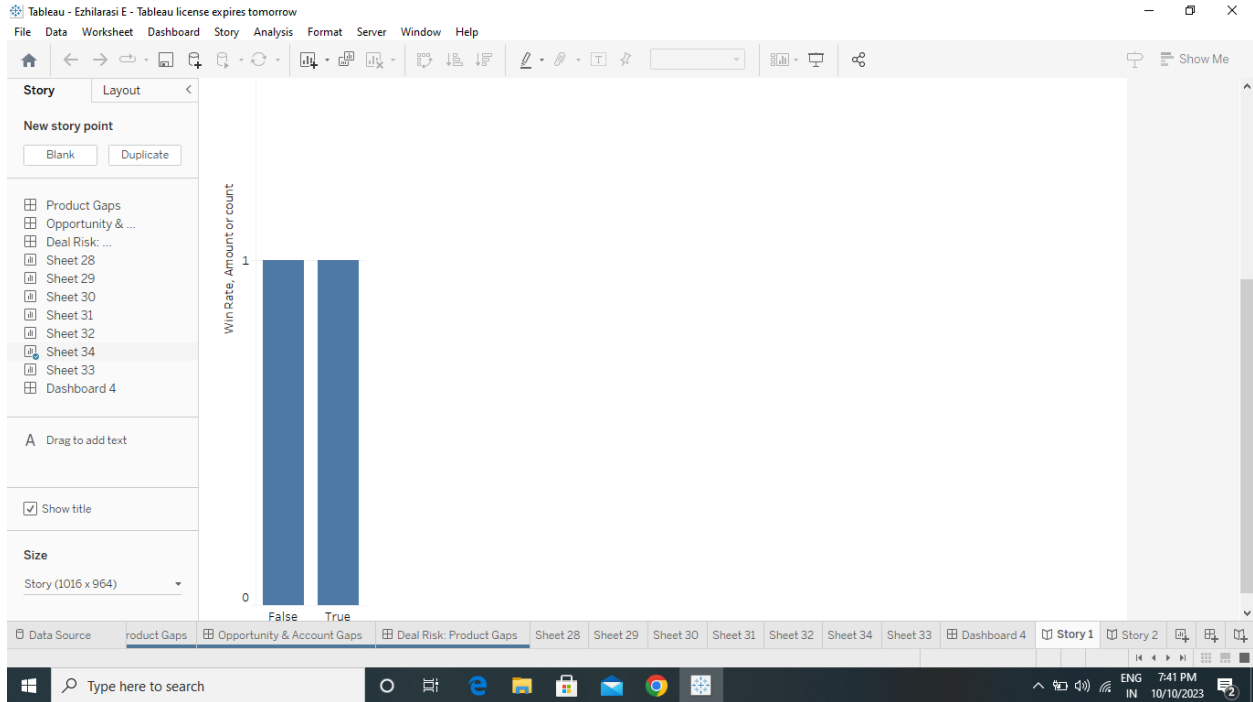 Tableau - Ezhilarasi E - Tableau license expires tomorrow
File Data Worksheet Dashboard Story Analysis Format Server Window Help
Show Me
Story Layout
New story point
Blank Duplicate
Product Gaps
Opportunity & ...
Deal Risk: ...
Sheet 28
Sheet 29
Sheet 30
Sheet 31
Sheet 32
Sheet 34
Sheet 33
Dashboard 4
A Drag to add text
Show title
Size
Story (1016 x 964)
Win Rate, Amount or count
1
0
False True
Data Source roduct Gaps Opportunity & Account Gaps Deal Risk: Product Gaps Sheet 28 Sheet 29 Sheet 30 Sheet 31 Sheet 32 Sheet 34 Sheet 33 Dashboard 4 Story 1 Story 2
Type here to search
ENG 7:41 PM
IN 10/10/2023
2